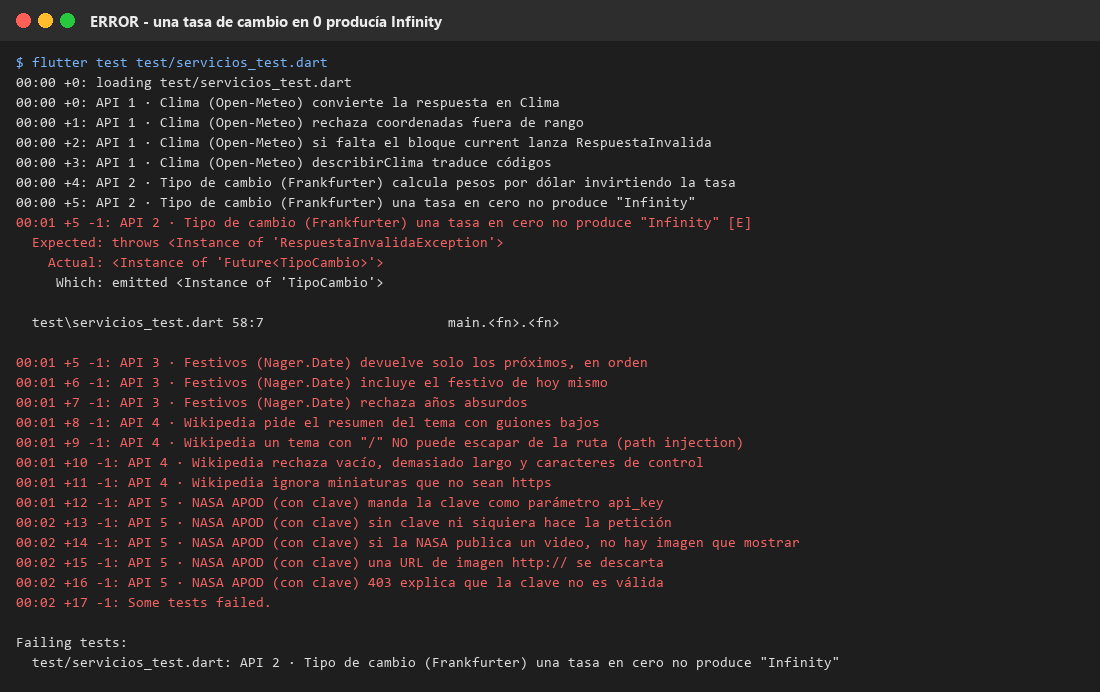 ERROR - una tasa de cambio en 0 producía Infinity
$ flutter test test/servicios_test.dart
00:00 +0: loading test/servicios_test.dart
00:00 +0: API 1 · Clima (Open-Meteo) convierte la respuesta en Clima
00:00 +1: API 1 · Clima (Open-Meteo) rechaza coordenadas fuera de rango
00:00 +2: API 1 · Clima (Open-Meteo) si falta el bloque current lanza RespuestaInvalida
00:00 +3: API 1 · Clima (Open-Meteo) describirClima traduce códigos
00:00 +4: API 2 · Tipo de cambio (Frankfurter) calcula pesos por dólar invirtiendo la tasa
00:00 +5: API 2 · Tipo de cambio (Frankfurter) una tasa en cero no produce "Infinity"
00:01 +5 -1: API 2 · Tipo de cambio (Frankfurter) una tasa en cero no produce "Infinity" [E]
Expected: throws <Instance of 'RespuestaInvalidaException'>
Actual: <Instance of 'Future<TipoCambio>'>
Which: emitted <Instance of 'TipoCambio'>
test\servicios_test.dart 58:7 main.<fn>.<fn>
00:01 +5 -1: API 3 · Festivos (Nager.Date) devuelve solo los próximos, en orden
00:01 +6 -1: API 3 · Festivos (Nager.Date) incluye el festivo de hoy mismo
00:01 +7 -1: API 3 · Festivos (Nager.Date) rechaza años absurdos
00:01 +8 -1: API 4 · Wikipedia pide el resumen del tema con guiones bajos
00:01 +9 -1: API 4 · Wikipedia un tema con "/" NO puede escapar de la ruta (path injection)
00:01 +10 -1: API 4 · Wikipedia rechaza vacío, demasiado largo y caracteres de control
00:01 +11 -1: API 4 · Wikipedia ignora miniaturas que no sean https
00:01 +12 -1: API 5 · NASA APOD (con clave) manda la clave como parámetro api_key
00:02 +13 -1: API 5 · NASA APOD (con clave) sin clave ni siquiera hace la petición
00:02 +14 -1: API 5 · NASA APOD (con clave) si la NASA publica un video, no hay imagen que mostrar
00:02 +15 -1: API 5 · NASA APOD (con clave) una URL de imagen http:// se descarta
00:02 +16 -1: API 5 · NASA APOD (con clave) 403 explica que la clave no es válida
00:02 +17 -1: Some tests failed.
Failing tests:
test/servicios_test.dart: API 2 · Tipo de cambio (Frankfurter) una tasa en cero no produce "Infinity"